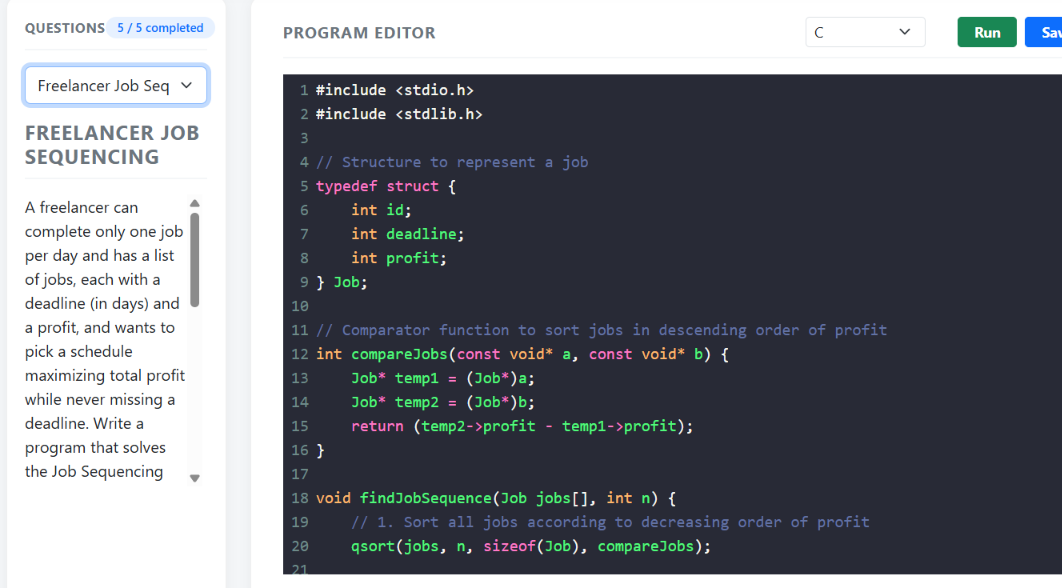 QUESTIONS 5 / 5 completed
Freelancer Job Seq
FREELANCER JOB
SEQUENCING
A freelancer can
complete only one job
per day and has a list
of jobs, each with a
deadline (in days) and
a profit, and wants to
pick a schedule
maximizing total profit
while never missing a
deadline. Write a
program that solves
the Job Sequencing
PROGRAM EDITOR
C
Run
Sav
1 #include <stdio.h>
2 #include <stdlib.h>
3
4 // Structure to represent a job
5 typedef struct {
6     int id;
7     int deadline;
8     int profit;
9 } Job;
10
11 // Comparator function to sort jobs in descending order of profit
12 int compareJobs(const void* a, const void* b) {
13     Job* temp1 = (Job*)a;
14     Job* temp2 = (Job*)b;
15     return (temp2->profit - temp1->profit);
16 }
17
18 void findJobSequence(Job jobs[], int n) {
19     // 1. Sort all jobs according to decreasing order of profit
20     qsort(jobs, n, sizeof(Job), compareJobs);
21